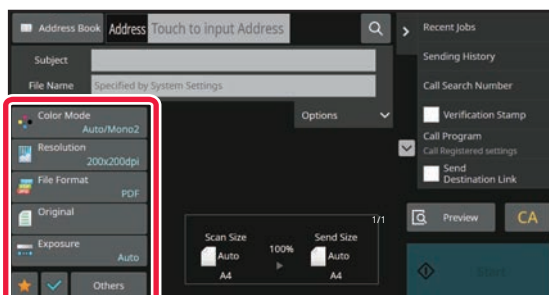 Address Book
Address
Touch to input Address
Subject
File Name
Specified by System Settings
Color Mode
Auto/Mono2
Resolution
200x200dpi
File Format
PDF
Original
Exposure
Auto
Others
Options
1/1
Scan Size
Auto
A4
100%
Send Size
Auto
A4
Recent Jobs
Sending History
Call Search Number
Verification Stamp
Call Program
Call Registered settings
Send
Destination Link
Preview
CA
Start